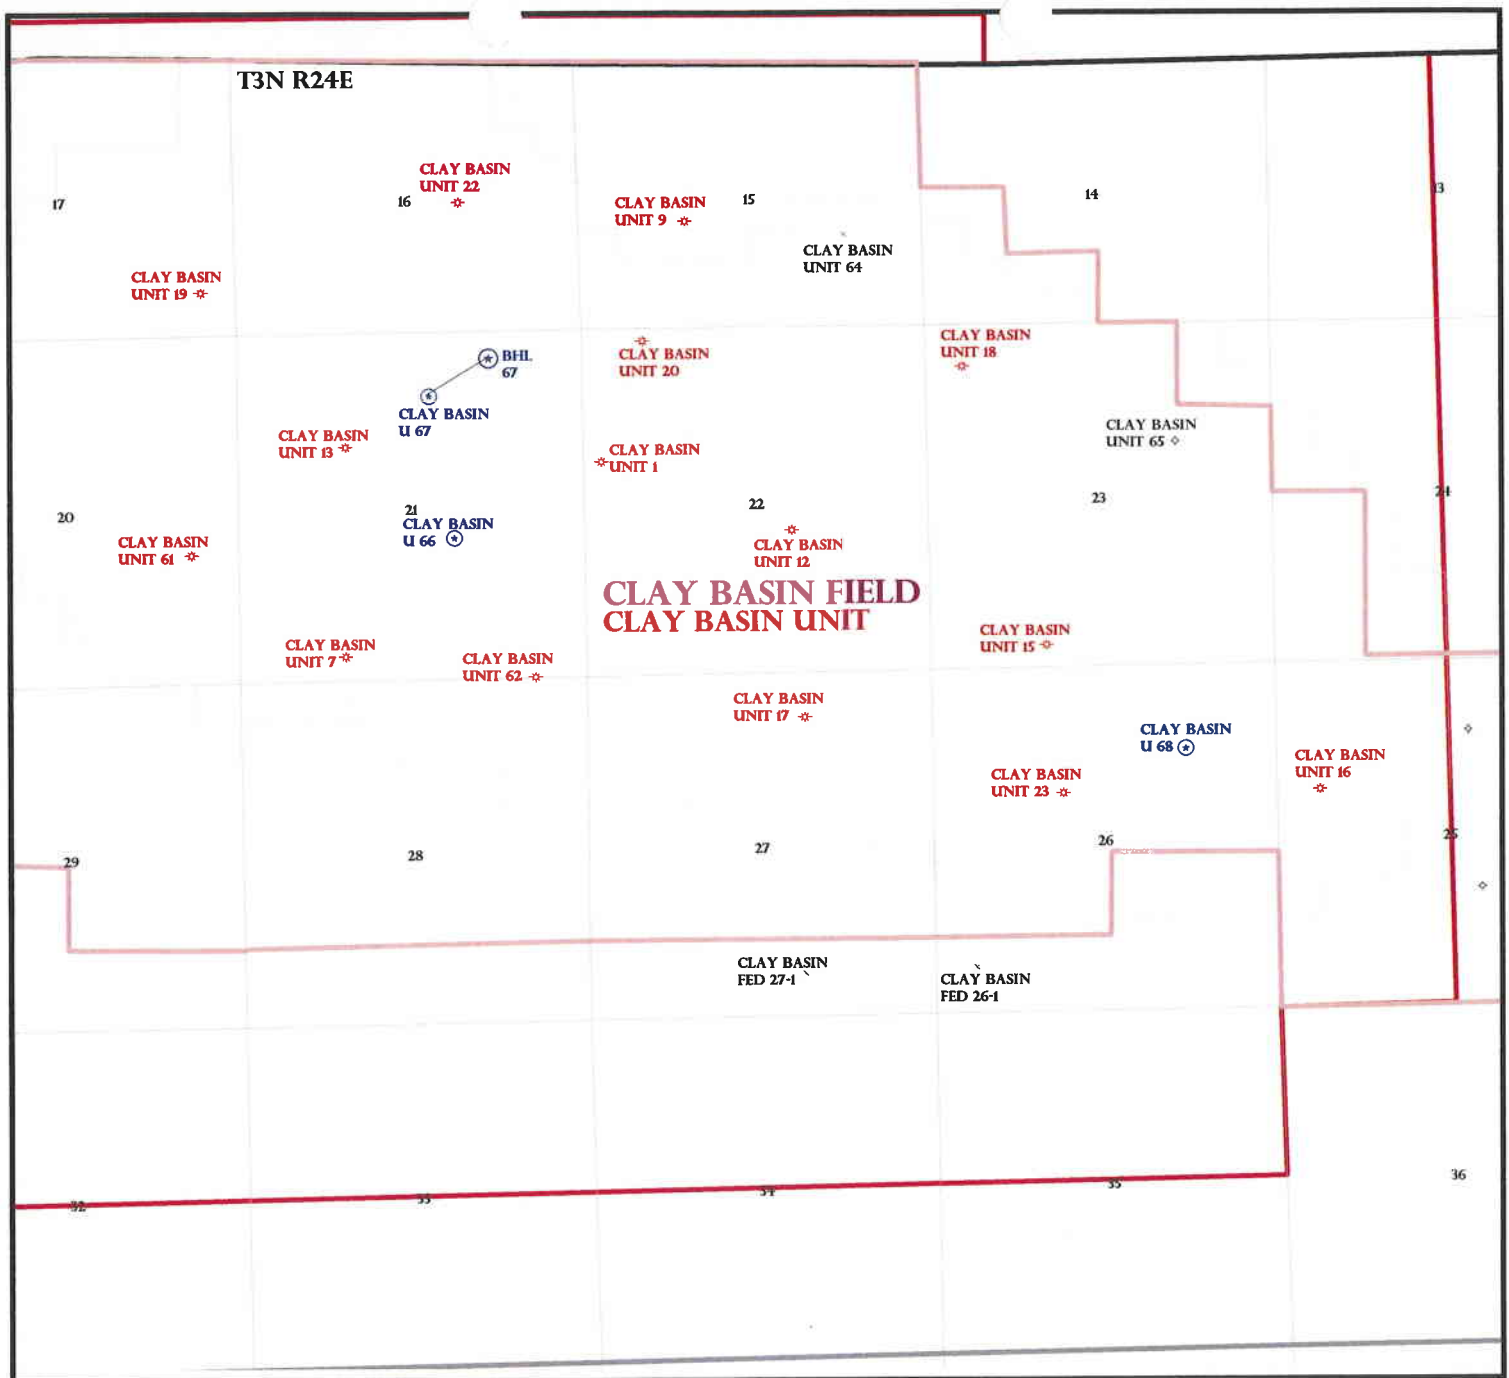 T3N R24E
CLAY BASIN
UNIT 22
17
16
CLAY BASIN
UNIT 9
15
14
13
CLAY BASIN
UNIT 64
CLAY BASIN
UNIT 19
BHL
67
CLAY BASIN
UNIT 20
CLAY BASIN
UNIT 18
CLAY BASIN
U 67
CLAY BASIN
UNIT 13
CLAY BASIN
UNIT 1
CLAY BASIN
UNIT 65
20
21
22
23
24
CLAY BASIN
UNIT 61
CLAY BASIN
U 66
CLAY BASIN
UNIT 12
CLAY BASIN FIELD
CLAY BASIN UNIT
CLAY BASIN
UNIT 7
CLAY BASIN
UNIT 62
CLAY BASIN
UNIT 15
CLAY BASIN
UNIT 17
CLAY BASIN
U 68
CLAY BASIN
UNIT 23
CLAY BASIN
UNIT 16
29
28
27
26
25
CLAY BASIN
FED 27-1
CLAY BASIN
FED 26-1
32
33
34
35
36